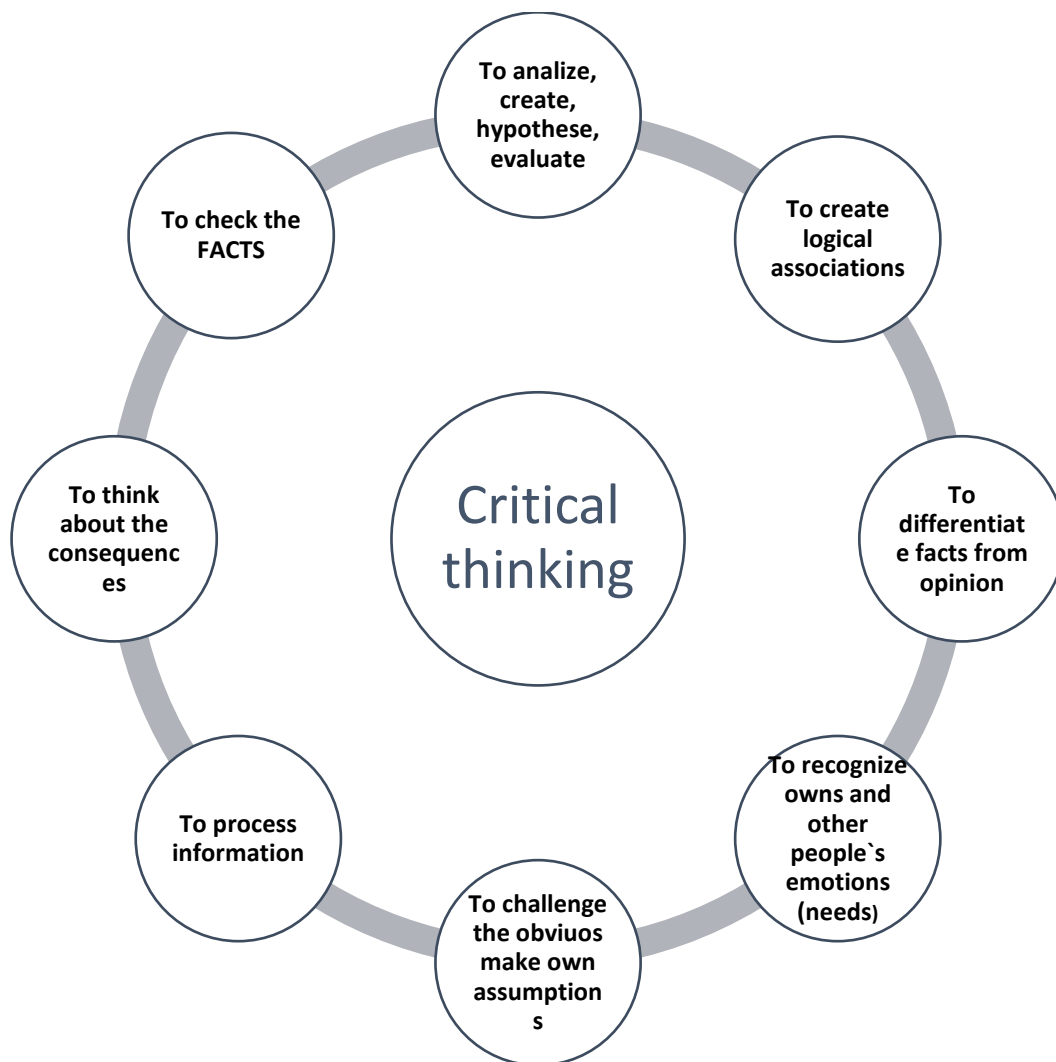 To analize,
create,
hypothese,
evaluate
To create
logical
associations
To
differentiat
e facts from
opinion
To recognize
owns and
other
people`s
emotions
(needs)
To challenge
the obviuos
make own
assumption
s
To process
information
To think
about the
consequenc
es
To check the
FACTS
Critical
thinking